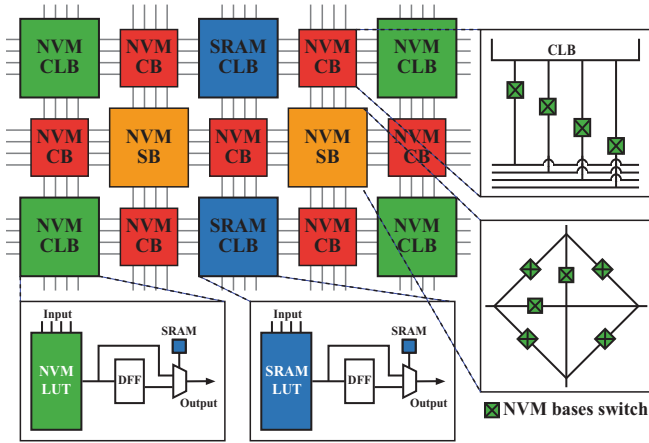 NVM
CLB
NVM
CB
SRAM
CLB
NVM
CB
NVM
CLB
NVM
CB
NVM
SB
NVM
CB
NVM
SB
NVM
CB
NVM
CLB
NVM
CB
SRAM
CLB
NVM
CB
NVM
CLB
CLB
Input
NVM
LUT
DFF
SRAM
Output
Input
SRAM
LUT
DFF
SRAM
Output
NVM bases switch